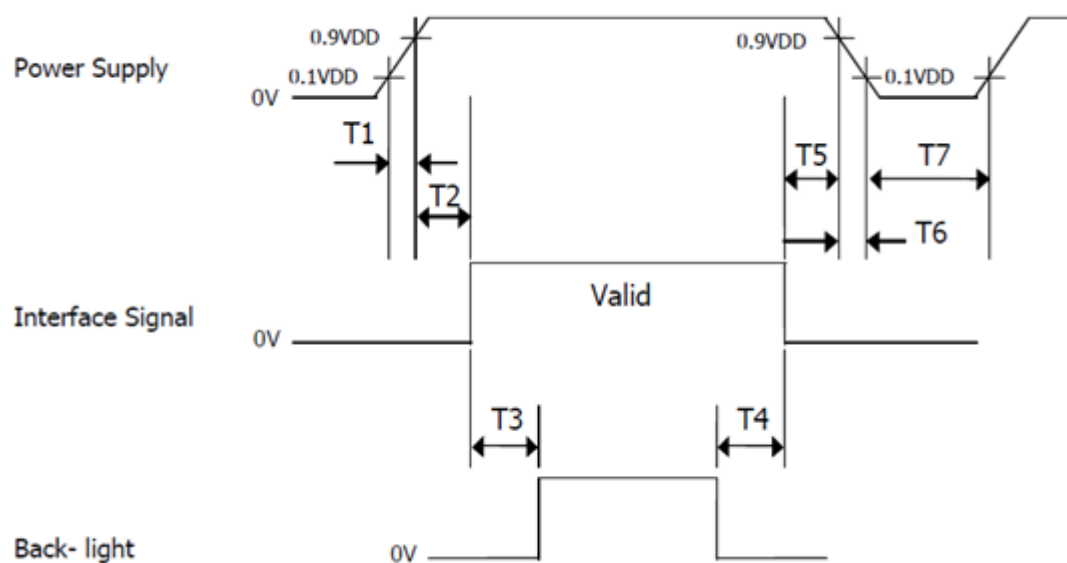 0.9VDD
0.9VDD
Power Supply
0.1VDD
0.1VDD
0V
T1
T5
T7
T2
T6
Valid
Interface Signal
0V
T3
T4
Back- light
0V